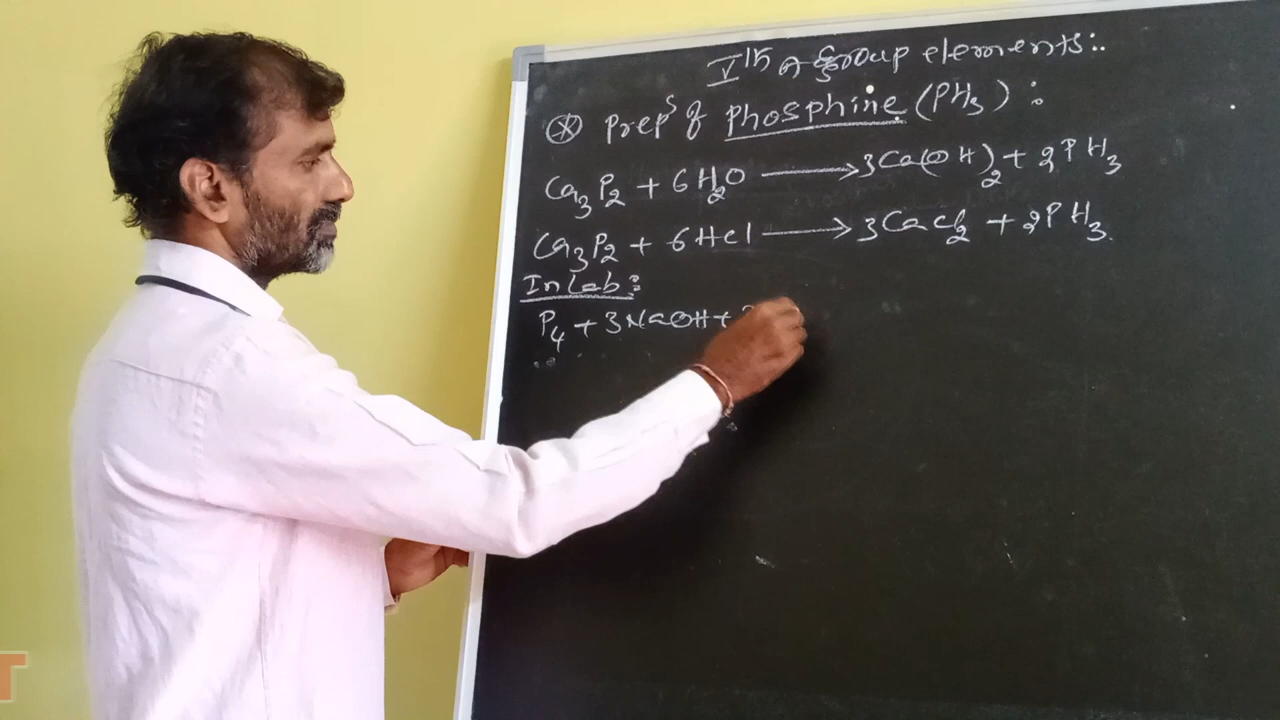 Vth A group elements:.
* Prepˢ of Phosphine (PH₃) :
Ca₃P₂ + 6H₂O ⟶ 3Ca(OH)₂ + 2PH₃
Ca₃P₂ + 6HCl ⟶ 3CaCl₂ + 2PH₃.
In Lab :
P₄ + 3NaOH +
T